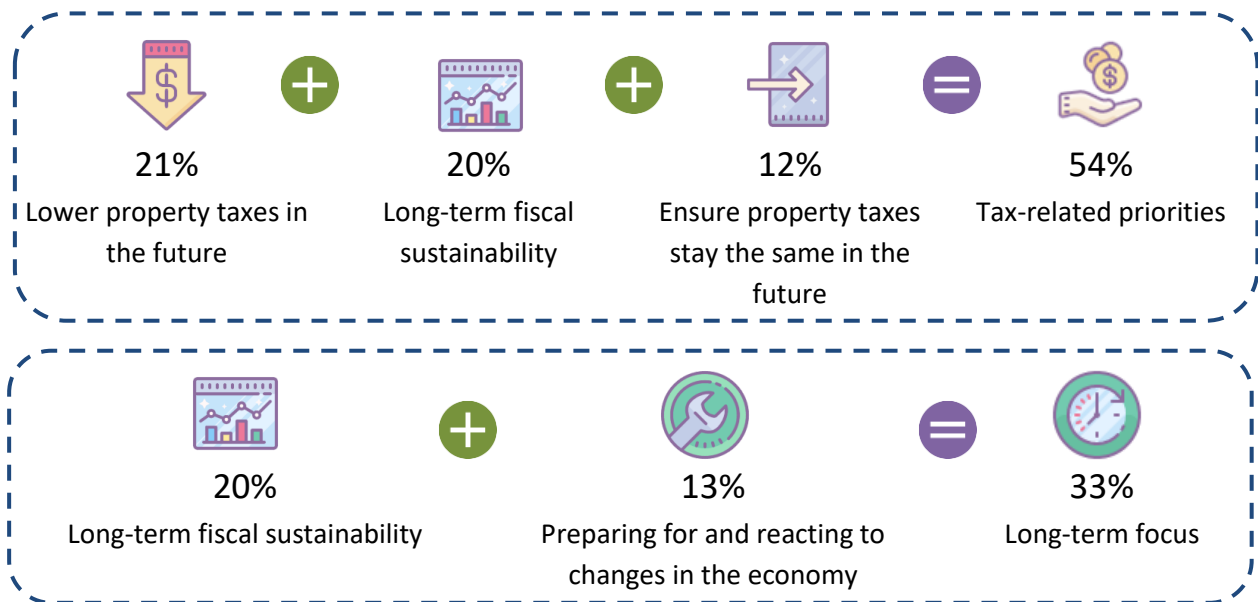 21% 20% 12% 54%
Lower property taxes in the future
Long-term fiscal sustainability
Ensure property taxes stay the same in the future
Tax-related priorities
20% 13% 33%
Long-term fiscal sustainability
Preparing for and reacting to changes in the economy
Long-term focus